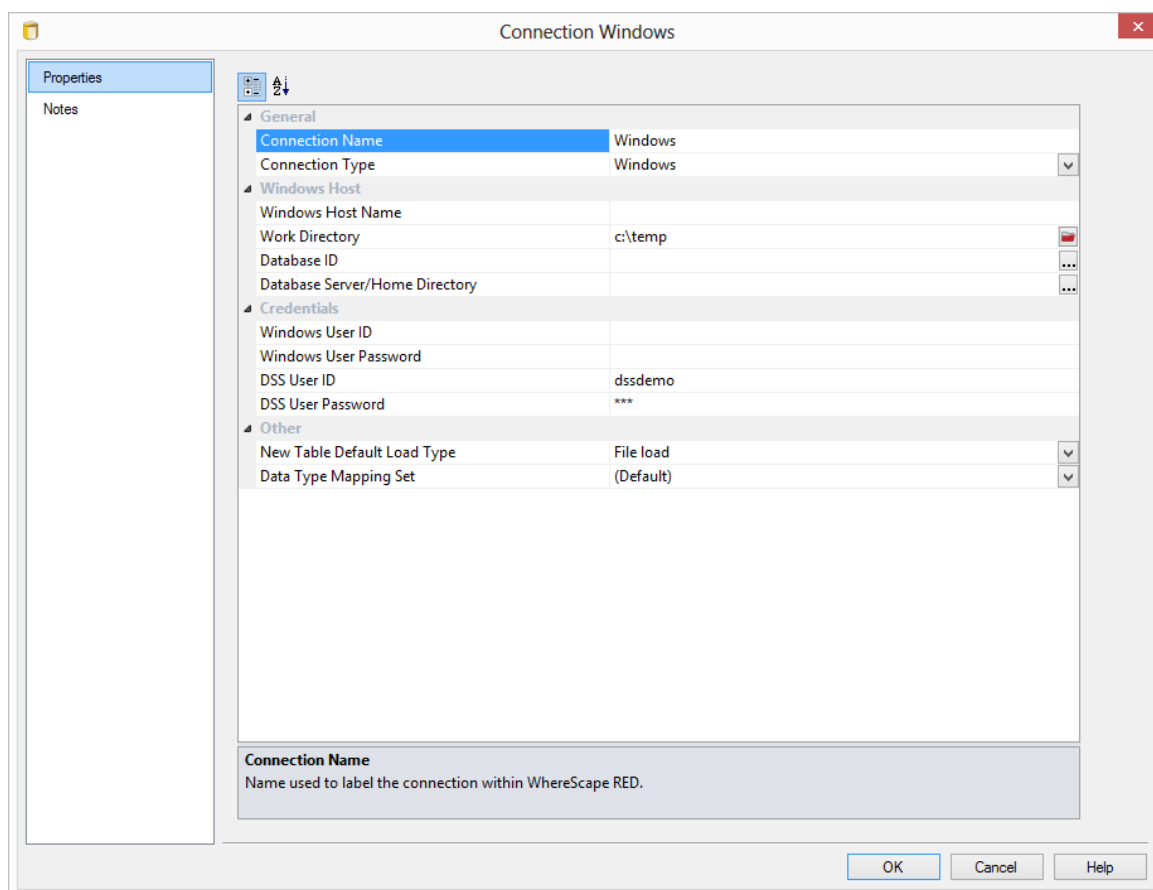 Connection Windows
Properties
Notes
General
Connection Name Windows
Connection Type Windows
Windows Host
Windows Host Name
Work Directory c:\temp
Database ID ...
Database Server/Home Directory ...
Credentials
Windows User ID
Windows User Password
DSS User ID dssdemo
DSS User Password ***
Other
New Table Default Load Type File load
Data Type Mapping Set (Default)
Connection Name
Name used to label the connection within WhereScape RED.
OK Cancel Help